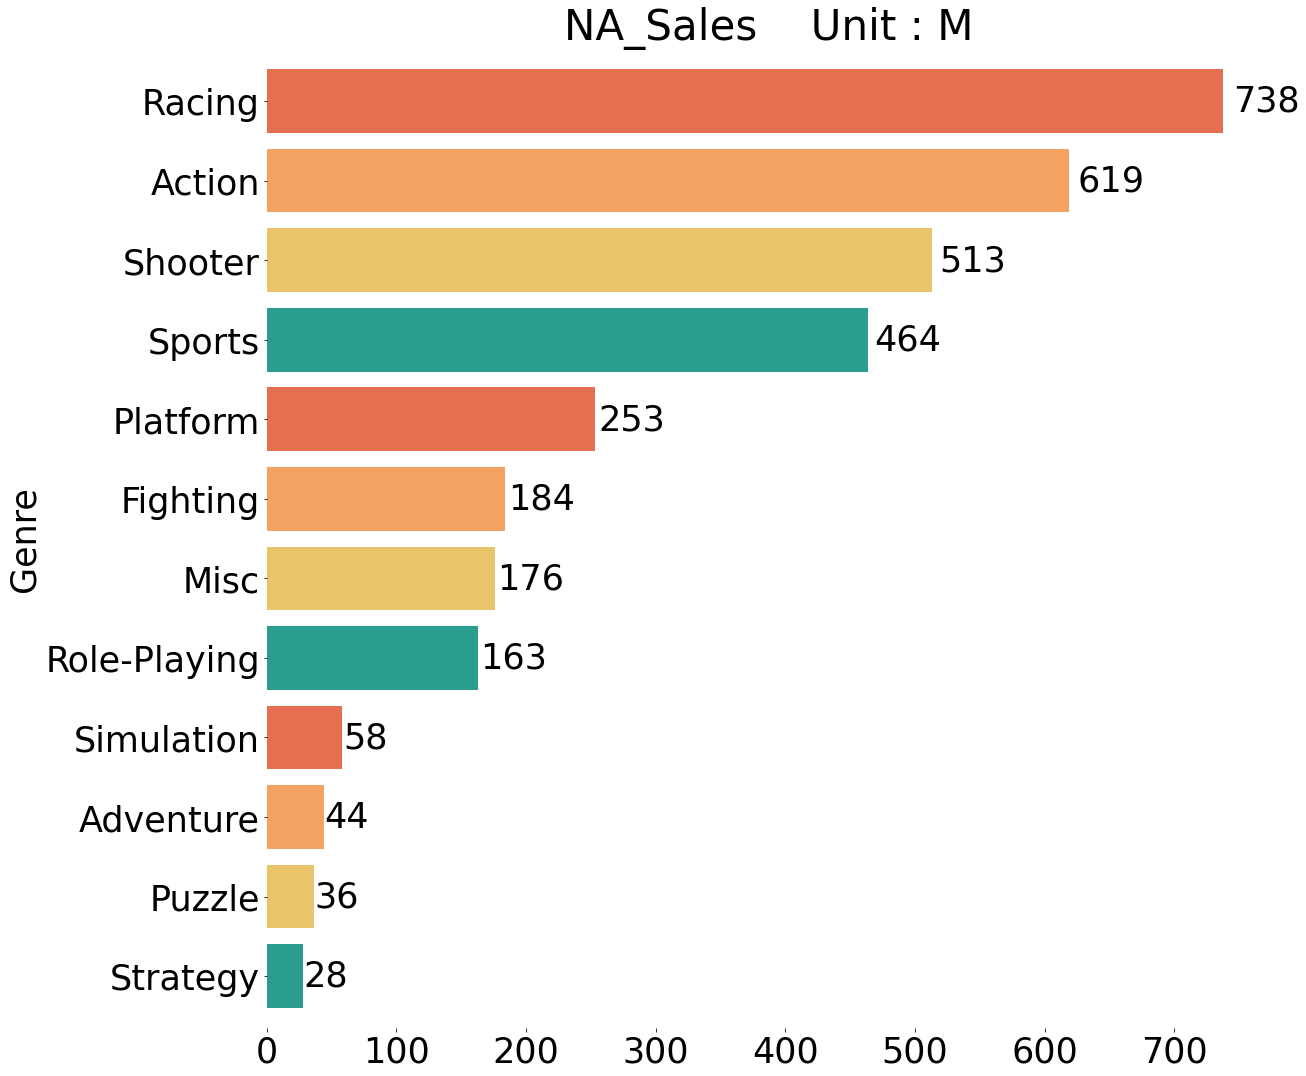 NA_Sales    Unit : M
Racing 738
Action 619
Shooter 513
Sports 464
Platform 253
Fighting 184
Misc 176
Role-Playing 163
Simulation 58
Adventure 44
Puzzle 36
Strategy 28
Genre
0 100 200 300 400 500 600 700